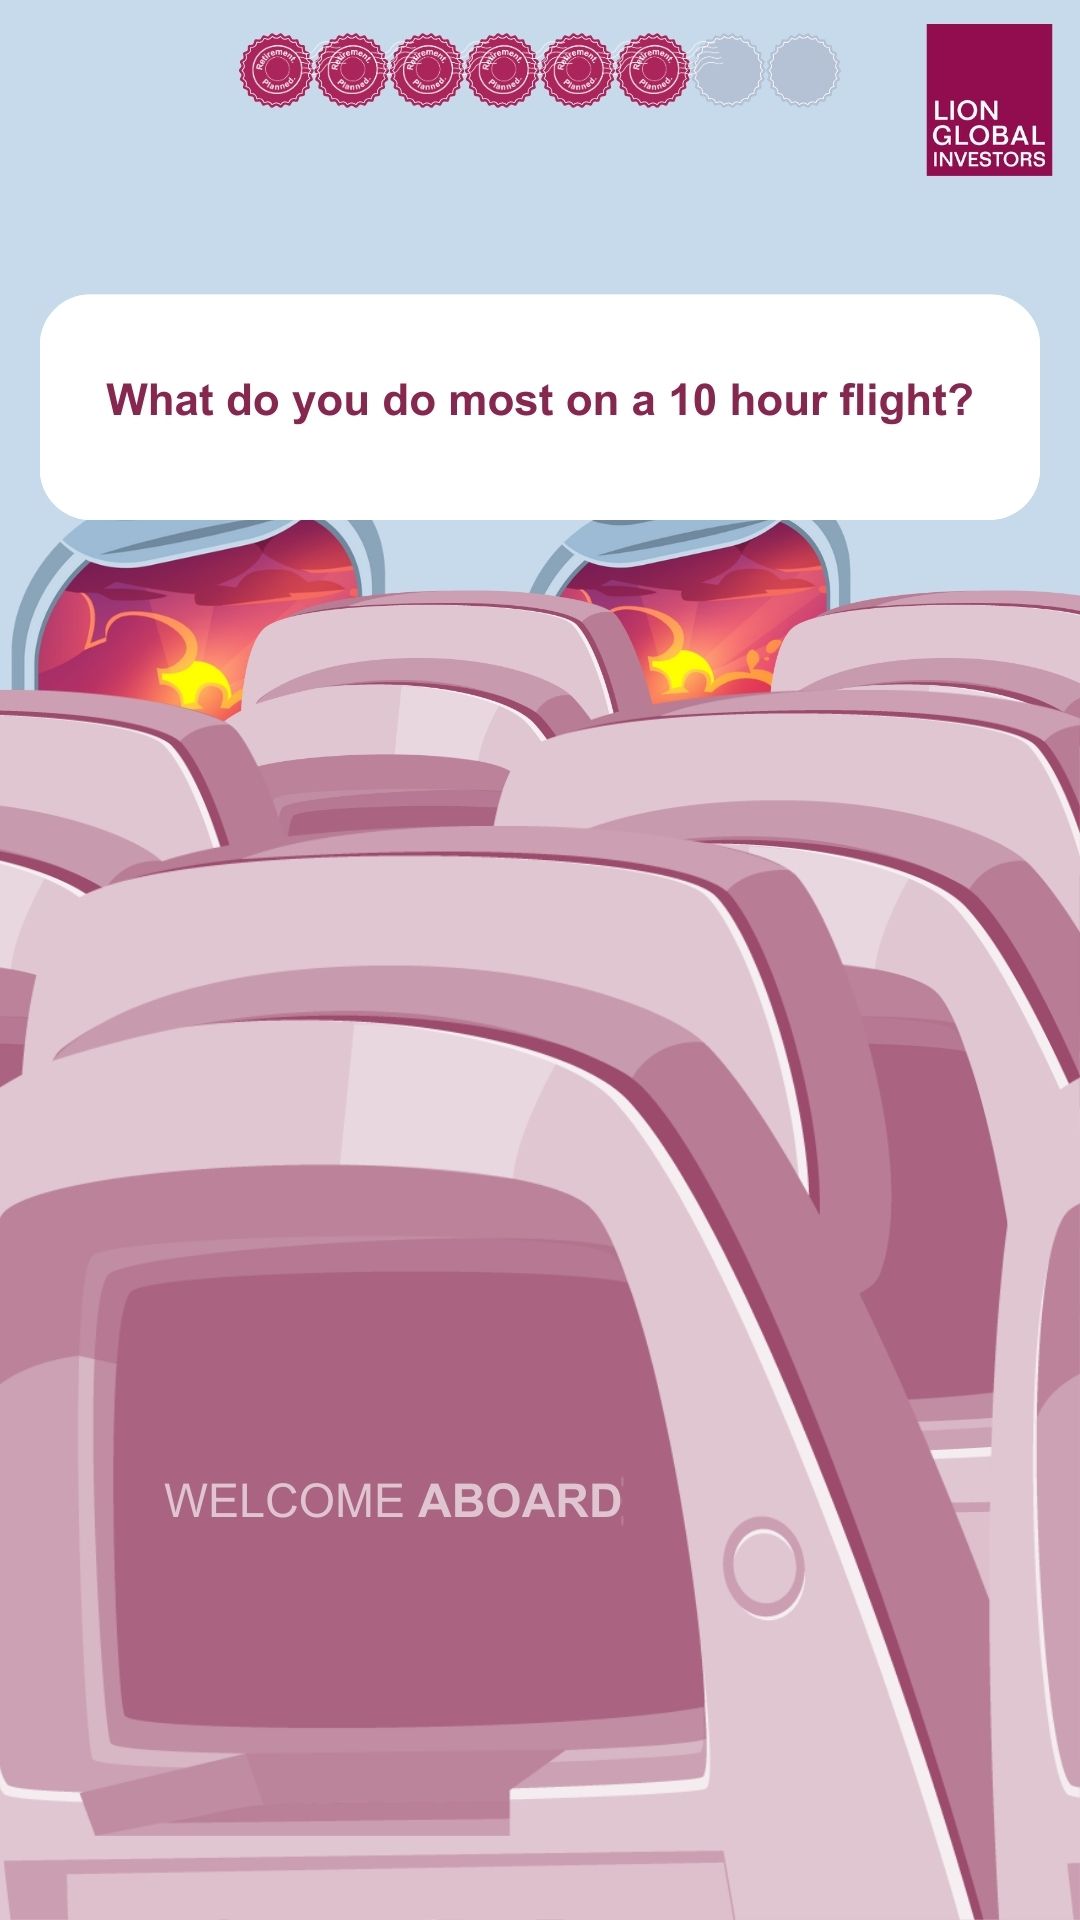 Retirement
Planned.
Retirement
Planned.
Retirement
Planned.
Retirement
Planned.
Retirement
Planned.
Retirement
Planned.
LION
GLOBAL
INVESTORS
What do you do most on a 10 hour flight?
WELCOME ABOARD